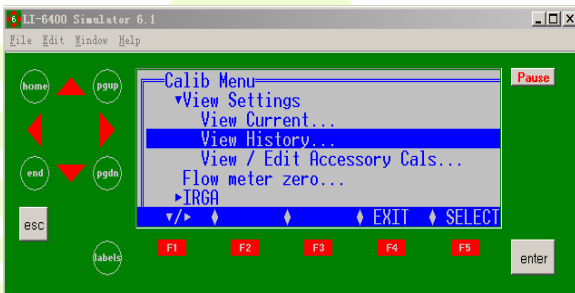 6 LI-6400 Simulator 6.1
File Edit Window Help
home
pgup
end
pgdn
esc
labels
Calib Menu
▼View Settings
View Current...
View History...
View / Edit Accessory Cals...
Flow meter zero...
►IRGA
▼/► EXIT SELECT
F1 F2 F3 F4 F5
Pause
enter